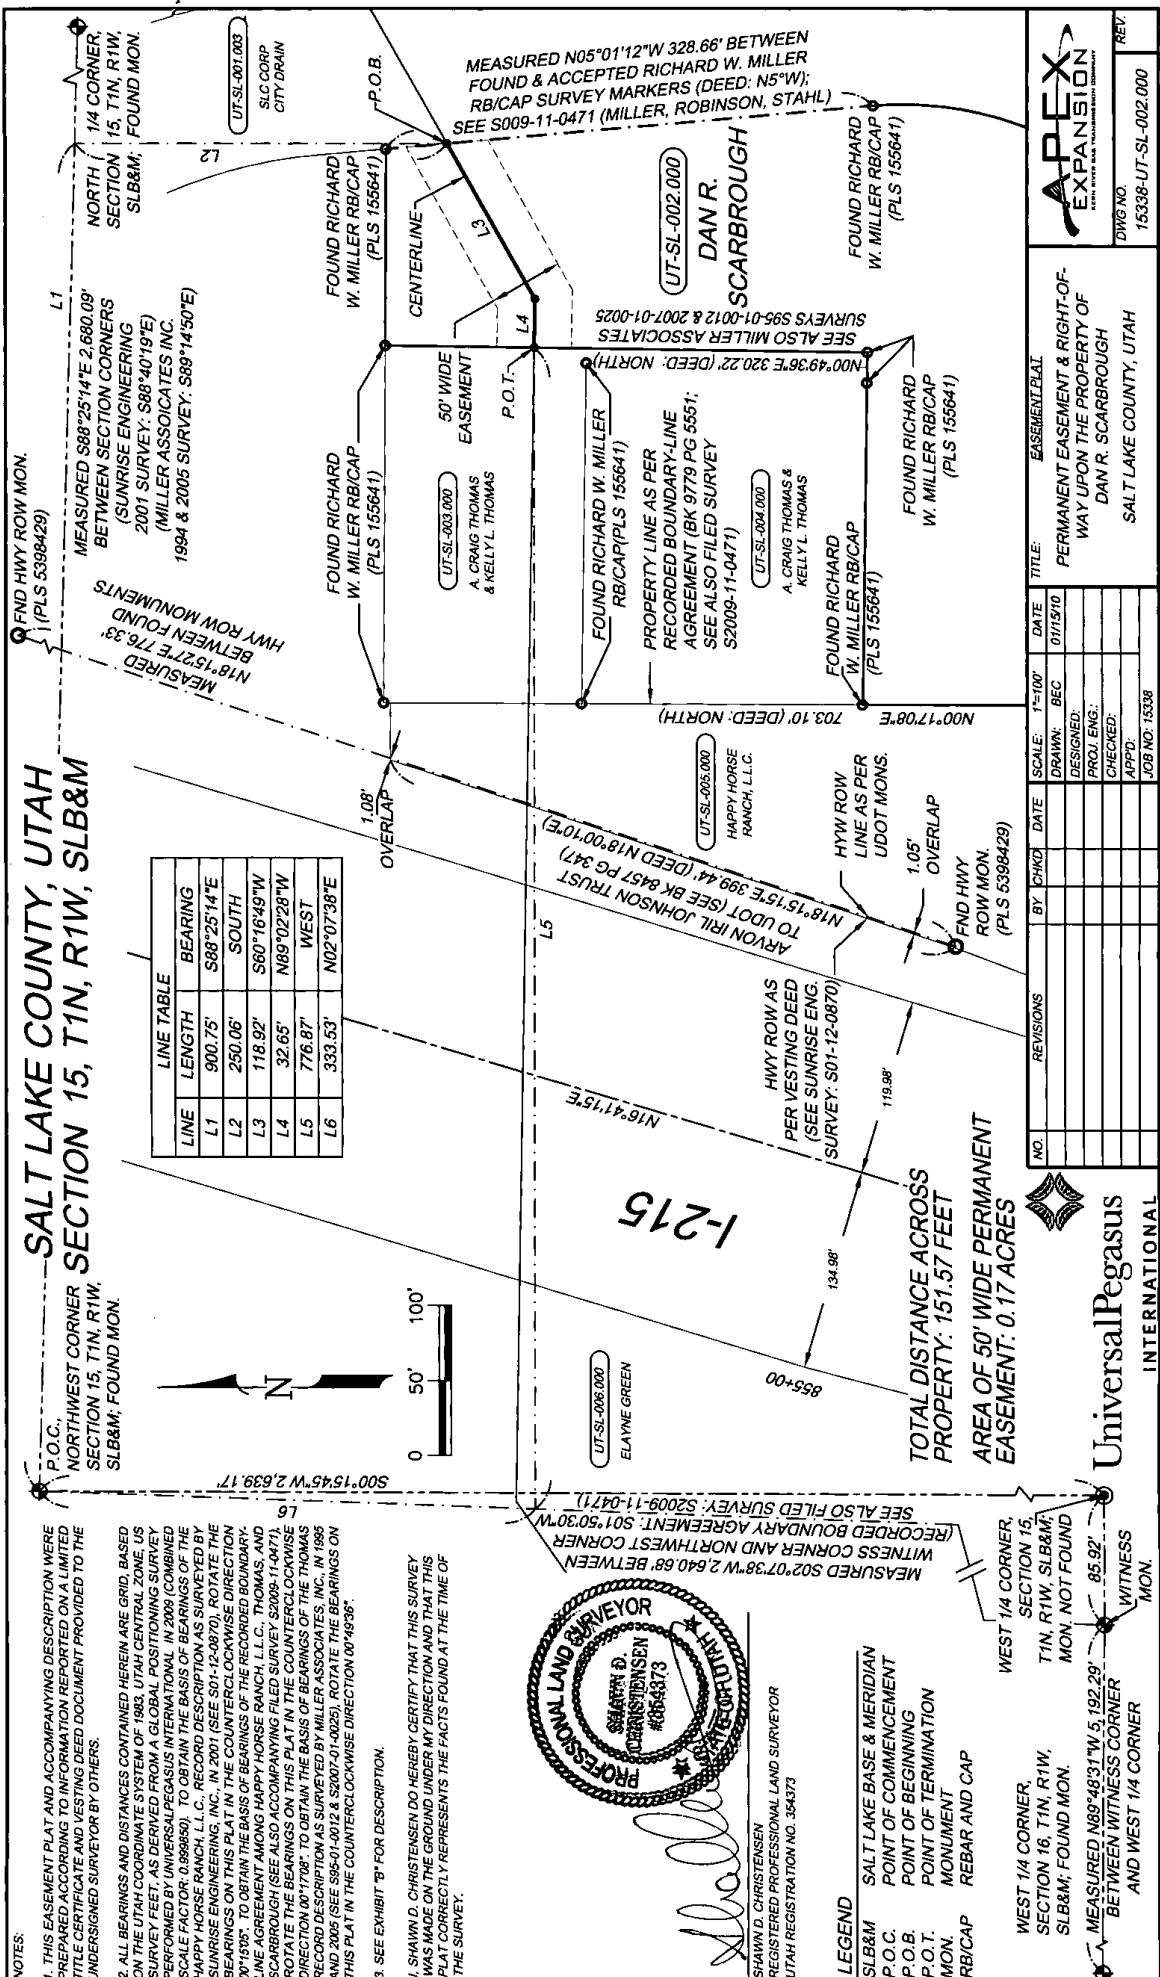 NOTES:
1. THIS EASEMENT PLAT AND ACCOMPANYING DESCRIPTION WERE
PREPARED ACCORDING TO INFORMATION REPORTED ON A LIMITED
TITLE CERTIFICATE AND VESTING DEED DOCUMENT PROVIDED TO THE
UNDERSIGNED SURVEYOR BY OTHERS.
2. ALL BEARINGS AND DISTANCES CONTAINED HEREIN ARE GRID, BASED
ON THE UTAH COORDINATE SYSTEM OF 1983, UTAH CENTRAL ZONE, US
SURVEY FEET, AS DERIVED FROM A GLOBAL POSITIONING SURVEY
PERFORMED BY UNIVERSALPEGASUS INTERNATIONAL IN 2009 (COMBINED
SCALE FACTOR: 0.999850). TO OBTAIN THE BASIS OF BEARINGS OF THE
HAPPY HORSE RANCH, L.L.C., RECORD DESCRIPTION AS SURVEYED BY
SUNRISE ENGINEERING, INC., IN 2001 (SEE S01-12-0870), ROTATE THE
BEARINGS ON THIS PLAT IN THE COUNTERCLOCKWISE DIRECTION
00°15'05". TO OBTAIN THE BASIS OF BEARINGS OF THE RECORDED BOUNDARY-
LINE AGREEMENT AMONG HAPPY HORSE RANCH, L.L.C., THOMAS, AND
SCARBROUGH (SEE ALSO ACCOMPANYING FILED SURVEY S2009-11-0471),
ROTATE THE BEARINGS ON THIS PLAT IN THE COUNTERCLOCKWISE
DIRECTION 00°17'08". TO OBTAIN THE BASIS OF BEARINGS OF THE THOMAS
RECORD DESCRIPTION AS SURVEYED BY MILLER ASSOCIATES, INC., IN 1995
AND 2005 (SEE S95-01-0012 & S2007-01-0025), ROTATE THE BEARINGS ON
THIS PLAT IN THE COUNTERCLOCKWISE DIRECTION 00°49'36".
3. SEE EXHIBIT "B" FOR DESCRIPTION.
I, SHAWN D. CHRISTENSEN DO HEREBY CERTIFY THAT THIS SURVEY
WAS MADE ON THE GROUND UNDER MY DIRECTION AND THAT THIS
PLAT CORRECTLY REPRESENTS THE FACTS FOUND AT THE TIME OF
THE SURVEY.
PROFESSIONAL LAND SURVEYOR
SHAWN D.
CHRISTENSEN
#354373
STATE OF UTAH
SHAWN D. CHRISTENSEN
REGISTERED PROFESSIONAL LAND SURVEYOR
UTAH REGISTRATION NO. 354373
LEGEND
SLB&M SALT LAKE BASE & MERIDIAN
P.O.C. POINT OF COMMENCEMENT
P.O.B. POINT OF BEGINNING
P.O.T. POINT OF TERMINATION
MON. MONUMENT
RB/CAP REBAR AND CAP
WEST 1/4 CORNER,
SECTION 16, T1N, R1W,
SLB&M; FOUND MON.
MEASURED N89°48'31"W 5,192.29'
BETWEEN WITNESS CORNER
AND WEST 1/4 CORNER
85.92'
WITNESS
MON.
WEST 1/4 CORNER,
SECTION 15,
T1N, R1W, SLB&M;
MON. NOT FOUND
MEASURED S02°07'38"W 2,640.68' BETWEEN
WITNESS CORNER AND NORTHWEST CORNER
(RECORDED BOUNDARY AGREEMENT: S01°50'30"W
SEE ALSO FILED SURVEY: S2009-11-0471)
S00°15'45"W 2,639.17'
L6
P.O.C.,
NORTHWEST CORNER
SECTION 15, T1N, R1W,
SLB&M; FOUND MON.
SALT LAKE COUNTY, UTAH
SECTION 15, T1N, R1W, SLB&M
N
0 50' 100'
UT-SL-006.000
ELAYNE GREEN
LINE TABLE
LINE LENGTH BEARING
L1 900.75' S88°25'14"E
L2 250.06' SOUTH
L3 118.92' S60°16'49"W
L4 32.65' N89°02'28"W
L5 776.87' WEST
L6 333.53' N02°07'38"E
I-215
855+00
134.98'
119.98'
N16°41'15"E
L5
TOTAL DISTANCE ACROSS
PROPERTY: 151.57 FEET
AREA OF 50' WIDE PERMANENT
EASEMENT: 0.17 ACRES
HWY ROW AS
PER VESTING DEED
(SEE SUNRISE ENG.
SURVEY: S01-12-0870)
ARVON IRIL JOHNSON TRUST
TO UDOT (SEE BK 8457 PG 347)
N18°15'15"E 399.44' (DEED N18°00'10"E)
FND HWY
ROW MON.
(PLS 5398429)
1.05'
OVERLAP
HYW ROW
LINE AS PER
UDOT MONS.
1.08'
OVERLAP
UT-SL-005.000
HAPPY HORSE
RANCH, L.L.C.
FND HWY ROW MON.
(PLS 5398429)
MEASURED
N18°15'27"E 776.33'
BETWEEN FOUND
HWY ROW MONUMENTS
L1
MEASURED S88°25'14"E 2,680.09'
BETWEEN SECTION CORNERS
(SUNRISE ENGINEERING
2001 SURVEY: S88°40'19"E)
(MILLER ASSOICATES INC.
1994 & 2005 SURVEY: S89°14'50"E)
N00°17'08"E 703.10' (DEED: NORTH)
FOUND RICHARD
W. MILLER RB/CAP
(PLS 155641)
UT-SL-003.000
A. CRAIG THOMAS
& KELLY L. THOMAS
FOUND RICHARD W. MILLER
RB/CAP(PLS 155641)
PROPERTY LINE AS PER
RECORDED BOUNDARY-LINE
AGREEMENT (BK 9779 PG 5551;
SEE ALSO FILED SURVEY
S2009-11-0471)
UT-SL-004.000
A. CRAIG THOMAS &
KELLY L. THOMAS
FOUND RICHARD
W. MILLER RB/CAP
(PLS 155641)
FOUND RICHARD
W. MILLER RB/CAP
(PLS 155641)
N00°49'36"E 320.22' (DEED: NORTH)
SEE ALSO MILLER ASSOCIATES
SURVEYS S95-01-0012 & 2007-01-0025
50' WIDE
EASEMENT
P.O.T.
L4
L3
CENTERLINE
FOUND RICHARD
W. MILLER RB/CAP
(PLS 155641)
UT-SL-002.000
DAN R.
SCARBROUGH
FOUND RICHARD
W. MILLER RB/CAP
(PLS 155641)
L2
NORTH 1/4 CORNER,
SECTION 15, T1N, R1W,
SLB&M; FOUND MON.
UT-SL-001.003
SLC CORP
CITY DRAIN
P.O.B.
MEASURED N05°01'12"W 328.66' BETWEEN
FOUND & ACCEPTED RICHARD W. MILLER
RB/CAP SURVEY MARKERS (DEED: N5°W);
SEE S009-11-0471 (MILLER, ROBINSON, STAHL)
UniversalPegasus
INTERNATIONAL
NO. REVISIONS BY CHKD DATE
SCALE: 1"=100' DATE
DRAWN: BEC 01/15/10
DESIGNED:
PROJ. ENG.:
CHECKED:
APP'D:
JOB NO: 15338
TITLE: EASEMENT PLAT
PERMANENT EASEMENT & RIGHT-OF-
WAY UPON THE PROPERTY OF
DAN R. SCARBROUGH
SALT LAKE COUNTY, UTAH
APEX
EXPANSION
KERN RIVER GAS TRANSMISSION COMPANY
DWG NO.
15338-UT-SL-002.000
REV.